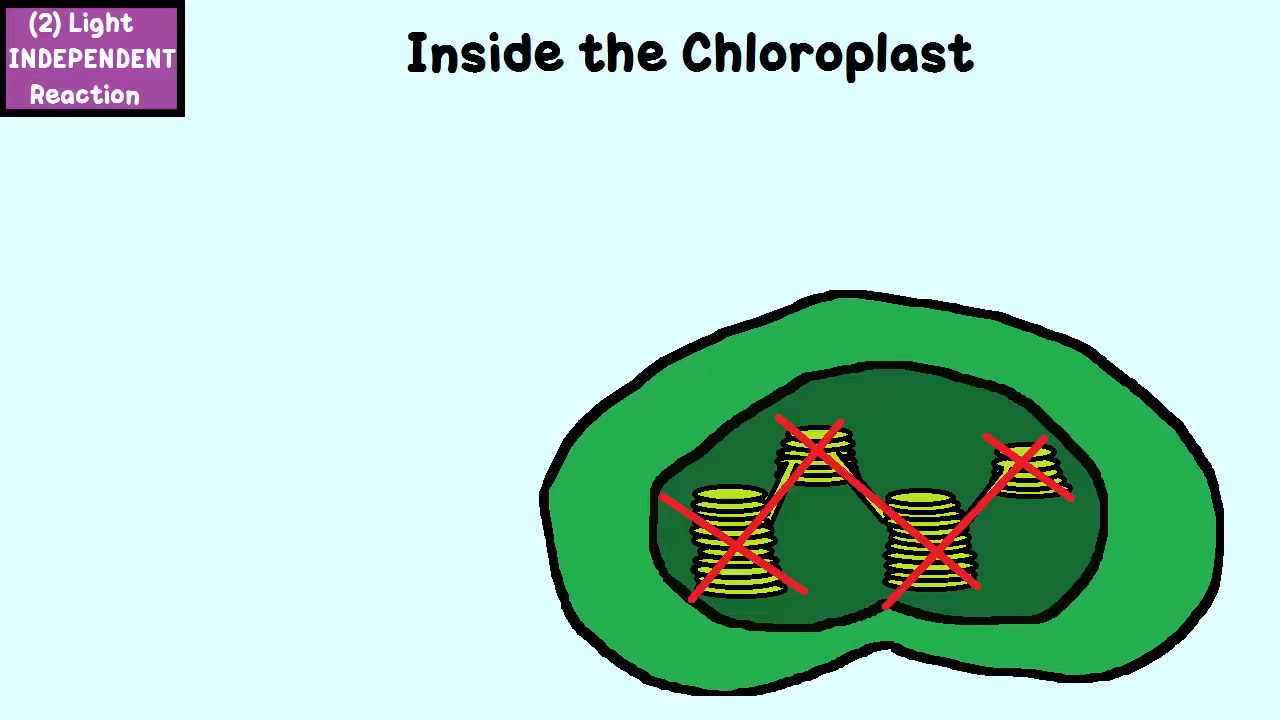 (2) Light
INDEPENDENT
Reaction
Inside the Chloroplast